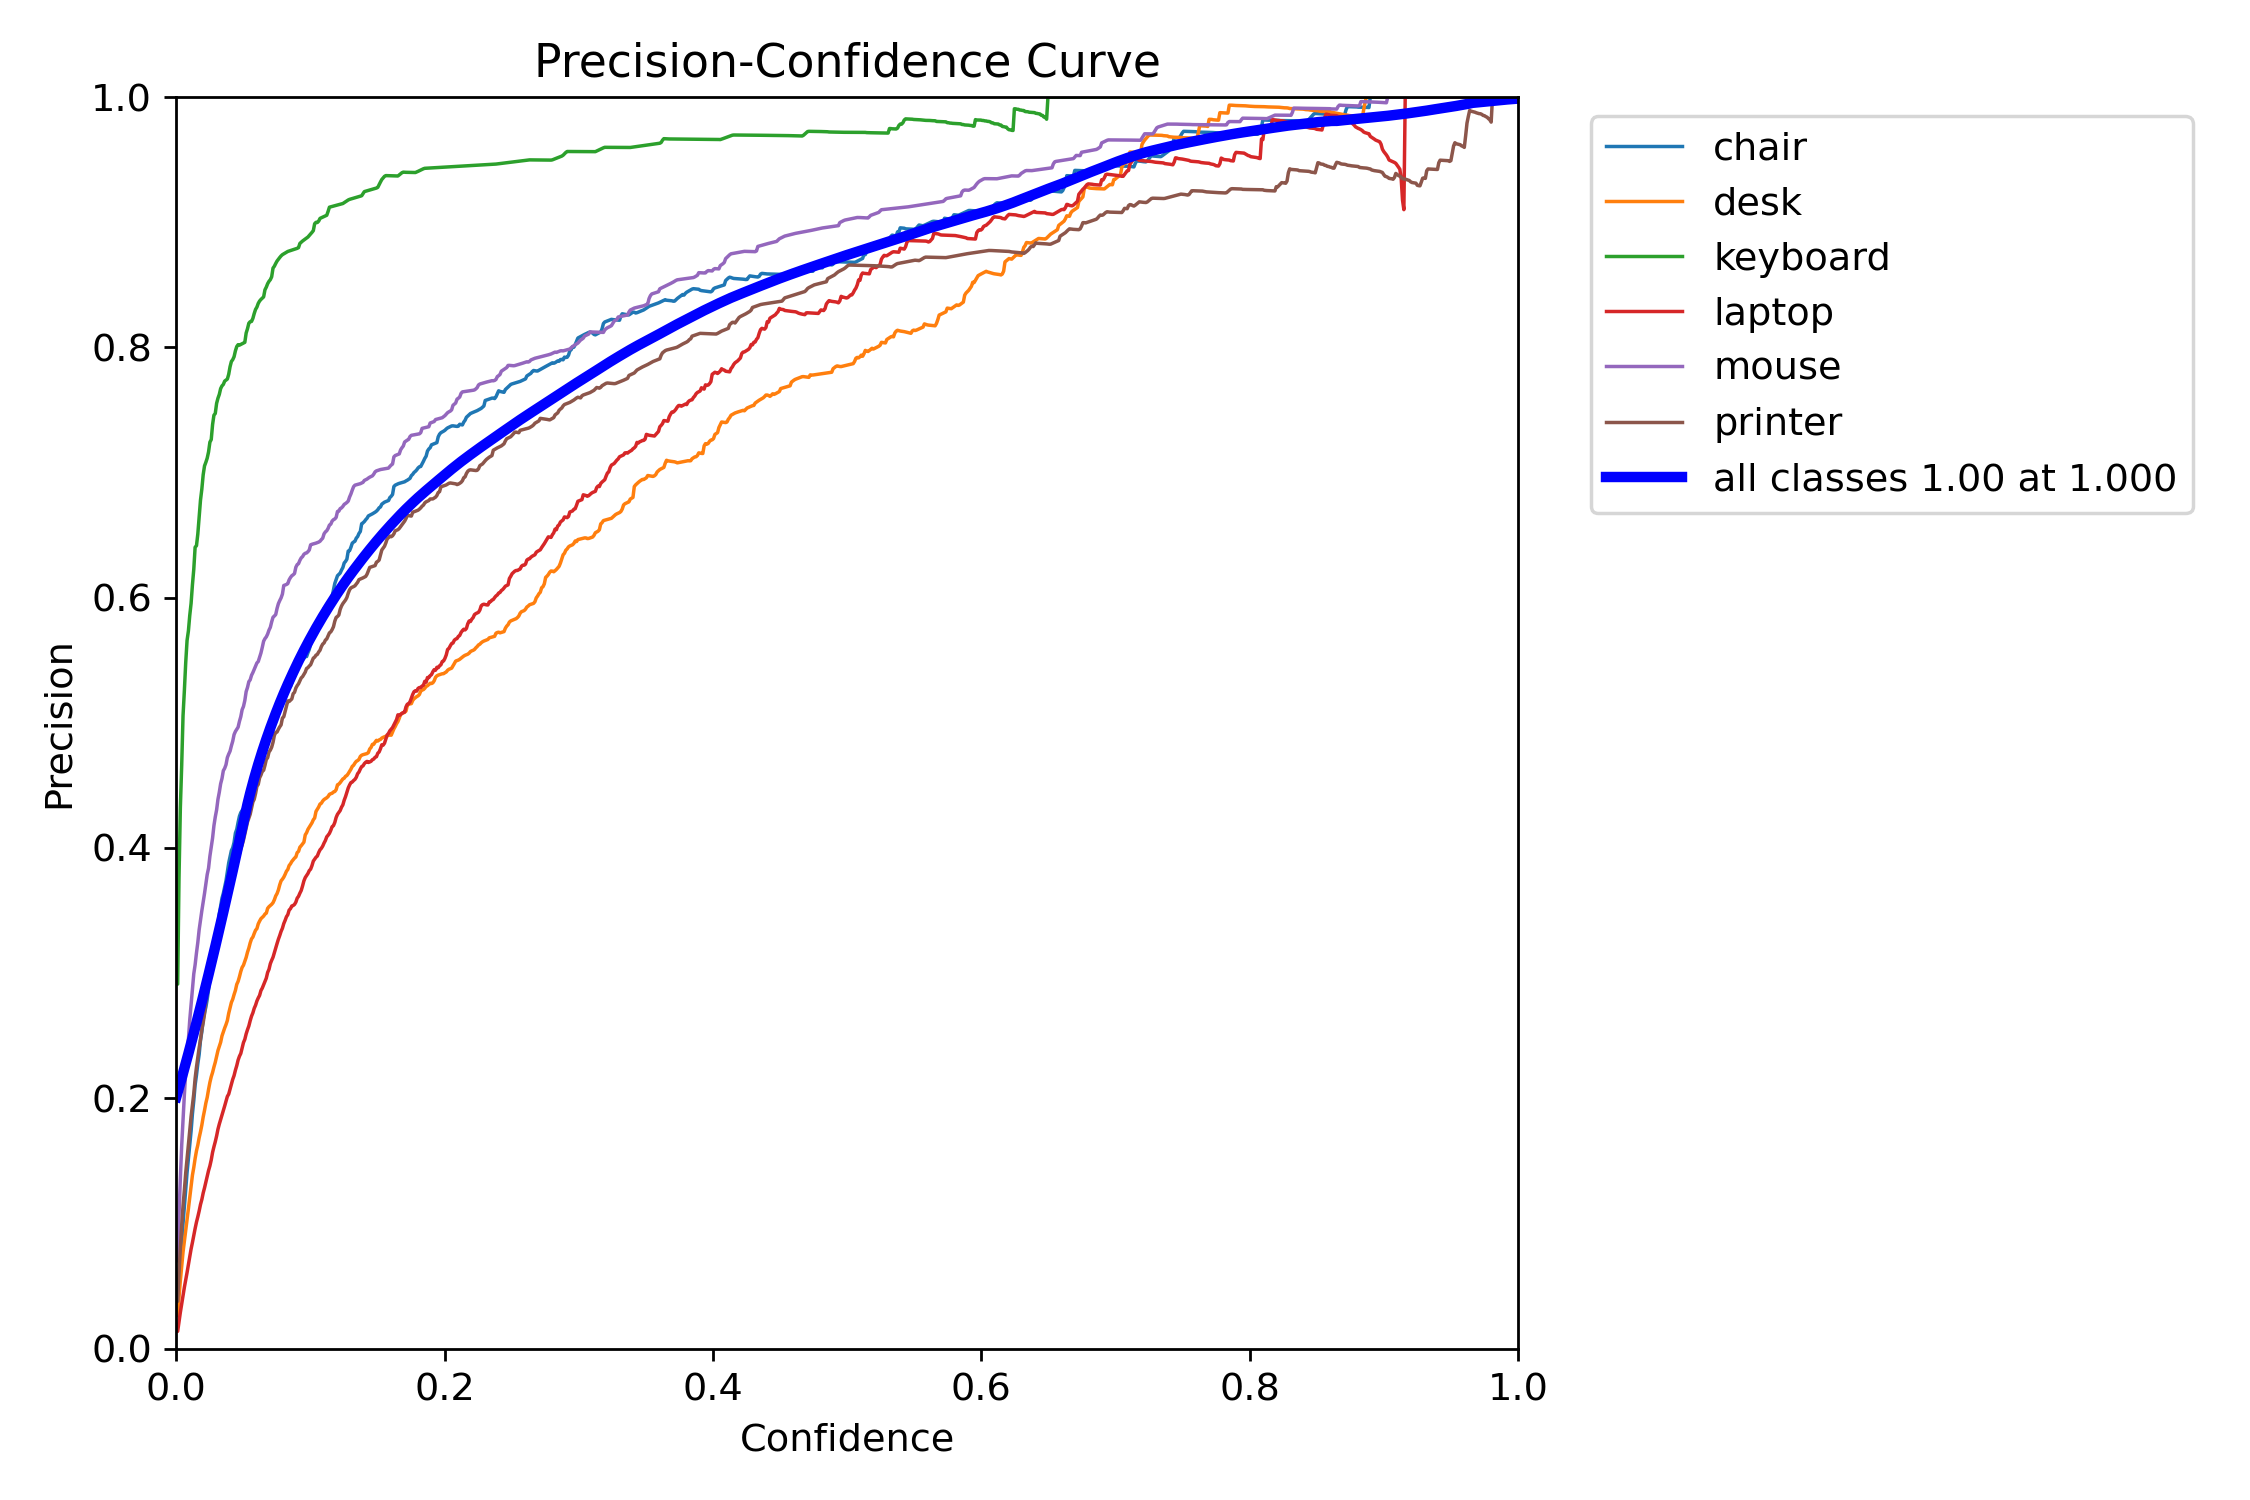 Precision-Confidence Curve
1.0
0.8
0.6
0.4
0.2
0.0
Precision
0.0 0.2 0.4 0.6 0.8 1.0
Confidence
chair
desk
keyboard
laptop
mouse
printer
all classes 1.00 at 1.000